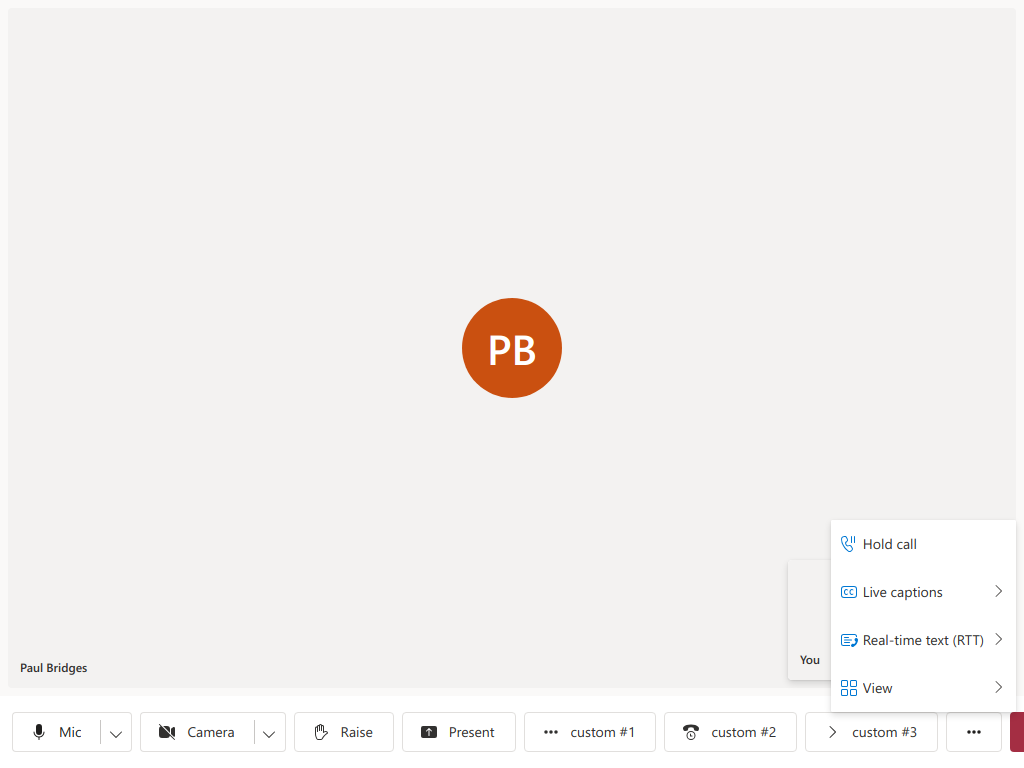 PB
Paul Bridges
You
Hold call
Live captions
Real-time text (RTT)
View
Mic
Camera
Raise
Present
custom #1
custom #2
custom #3